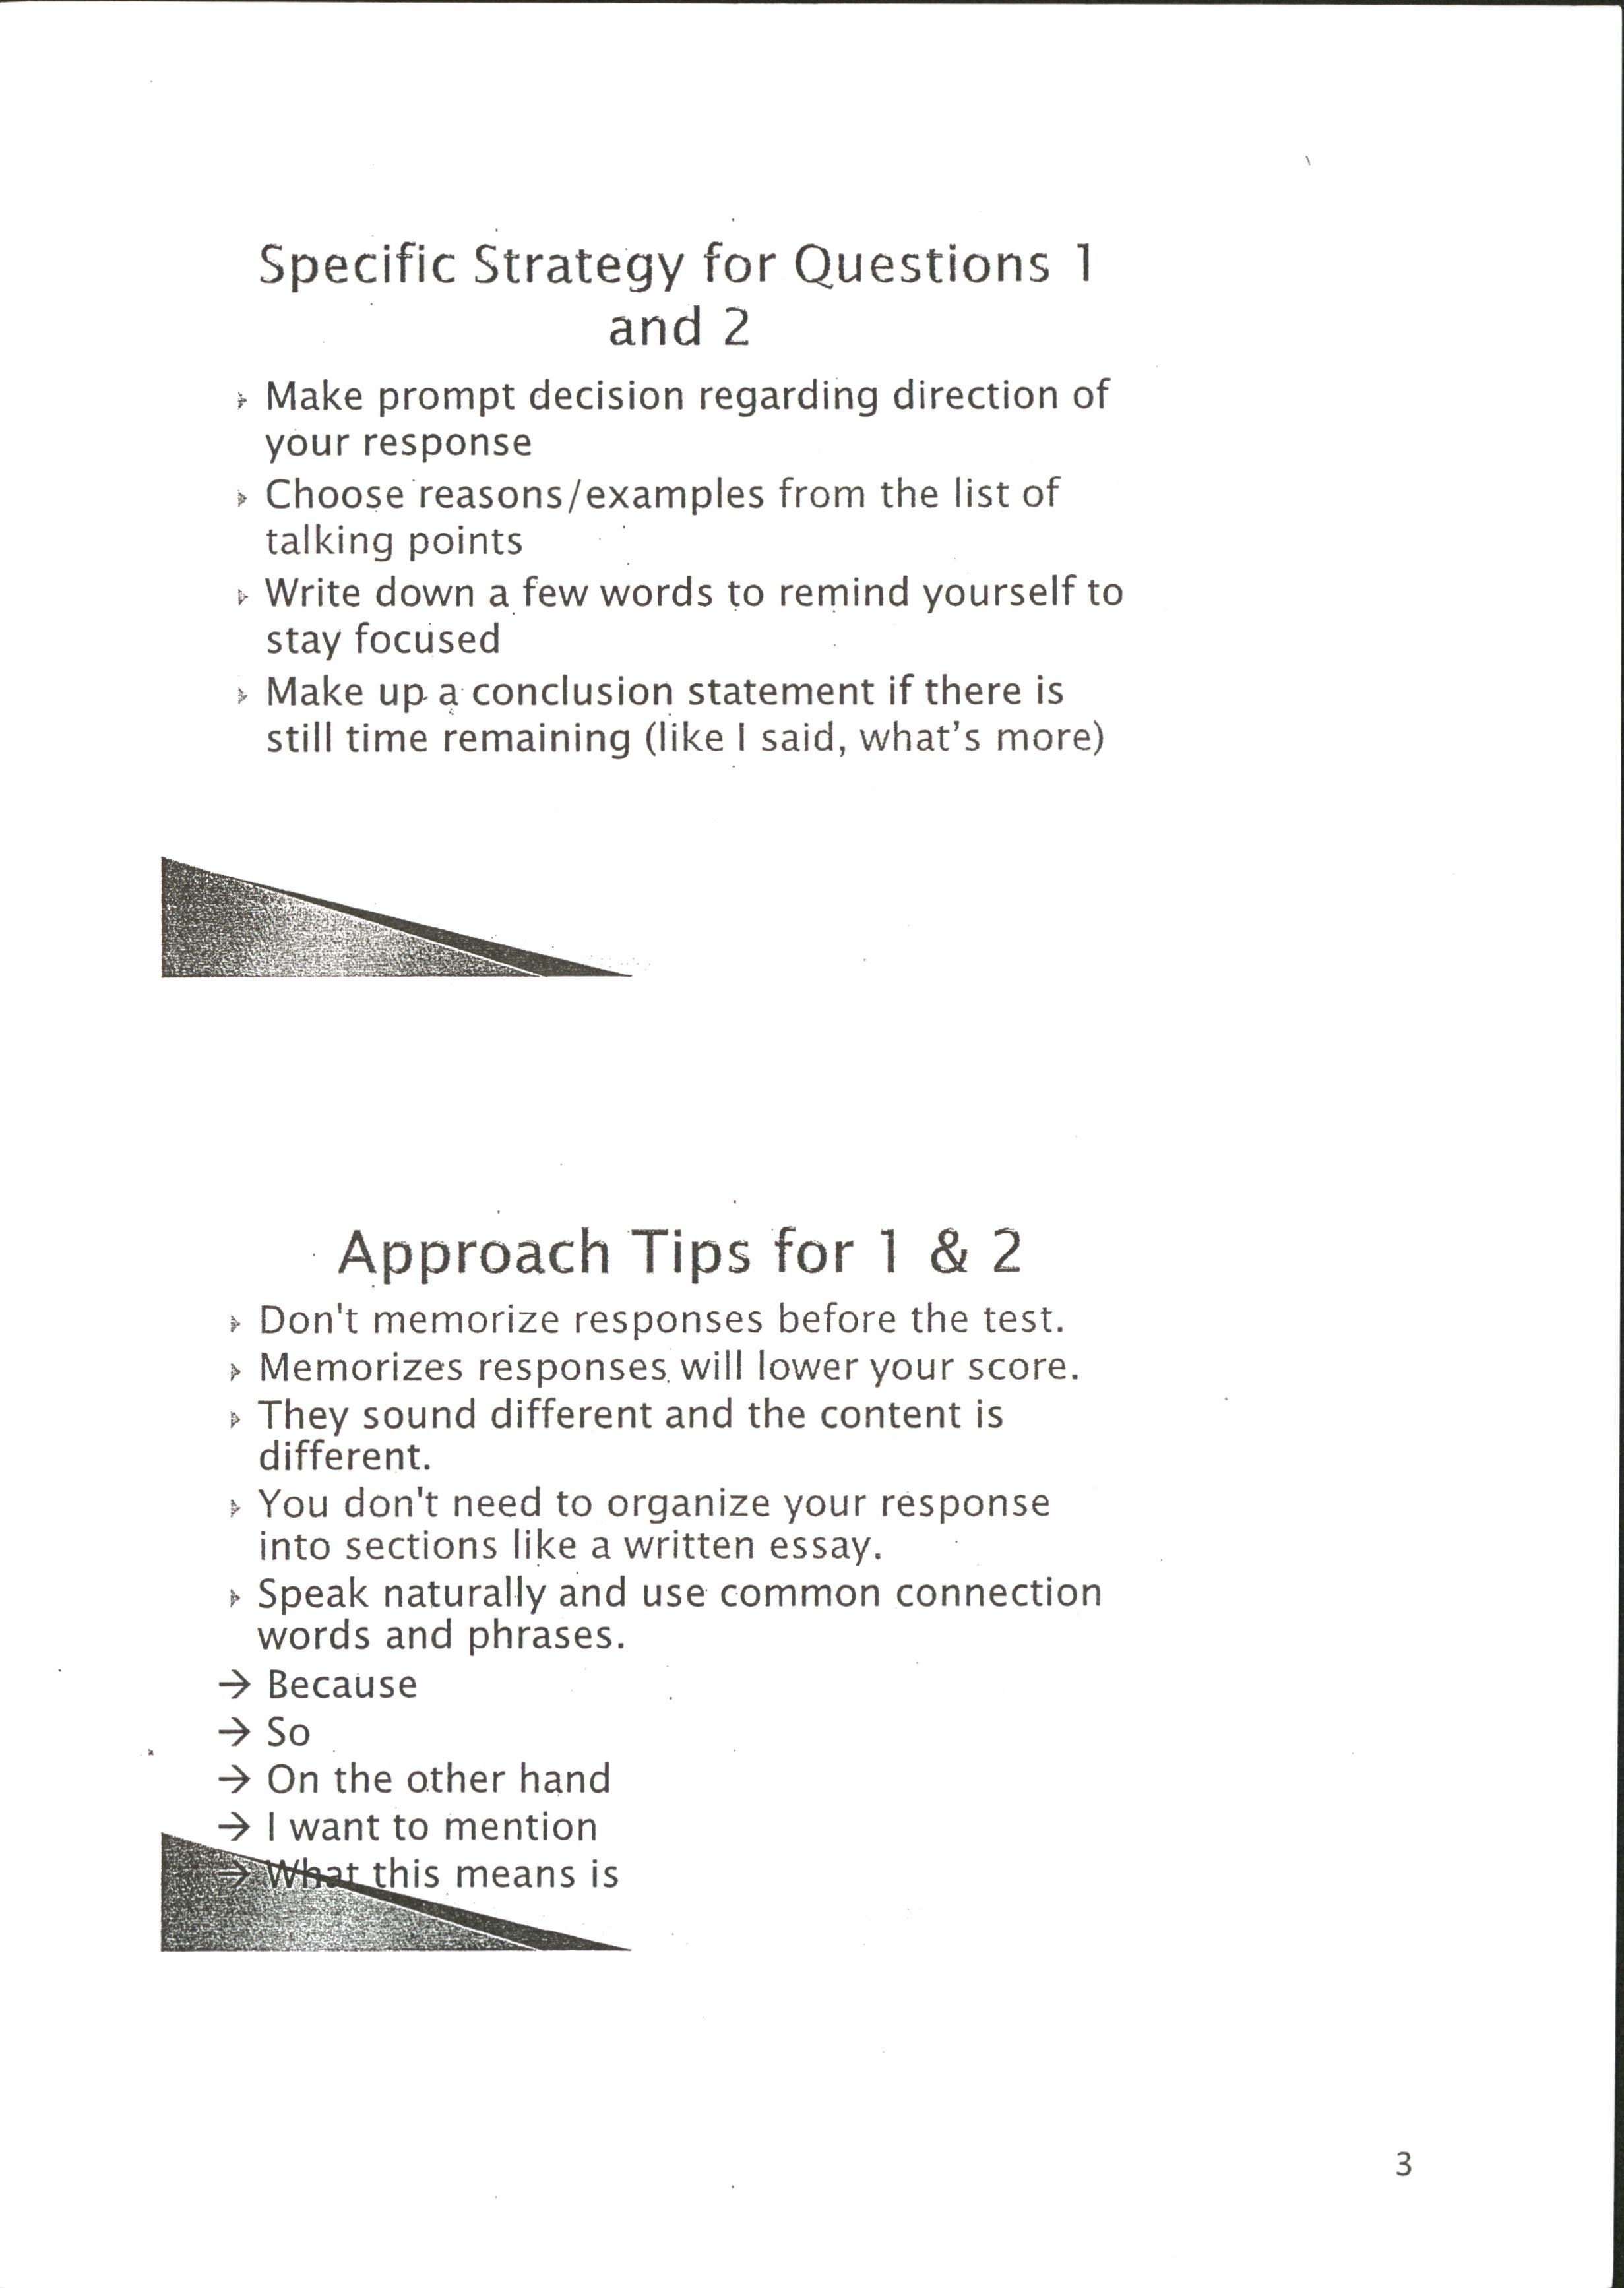 Specific Strategy for Questions 1
and 2
Make prompt decision regarding direction of
your response
Choose reasons/examples from the list of
talking points
Write down a few words to remind yourself to
stay focused
Make up a conclusion statement if there is
still time remaining (like I said, what's more)
Approach Tips for 1 & 2
Don't memorize responses before the test.
Memorizes responses will lower your score.
They sound different and the content is
different.
You don't need to organize your response
into sections like a written essay.
Speak naturally and use common connection
words and phrases.
→ Because
→ So
→ On the other hand
→ I want to mention
→ What this means is
3